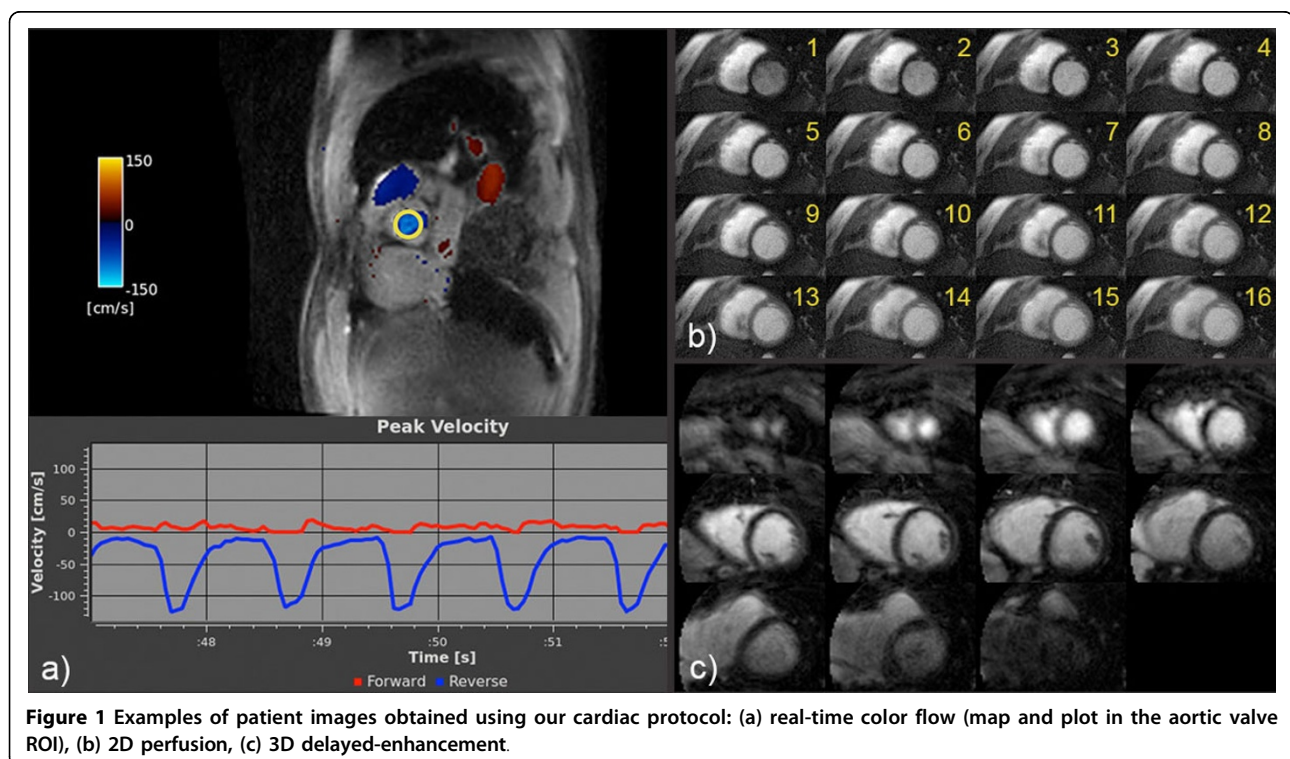 150
0
-150
[cm/s]
Peak Velocity
Velocity [cm/s]
100
50
0
-50
-100
:48
:49
:50
:51
Time [s]
Forward
Reverse
a)
1
2
3
4
5
6
7
8
9
10
11
12
13
14
15
16
b)
c)
Figure 1 Examples of patient images obtained using our cardiac protocol: (a) real-time color flow (map and plot in the aortic valve
ROI), (b) 2D perfusion, (c) 3D delayed-enhancement.